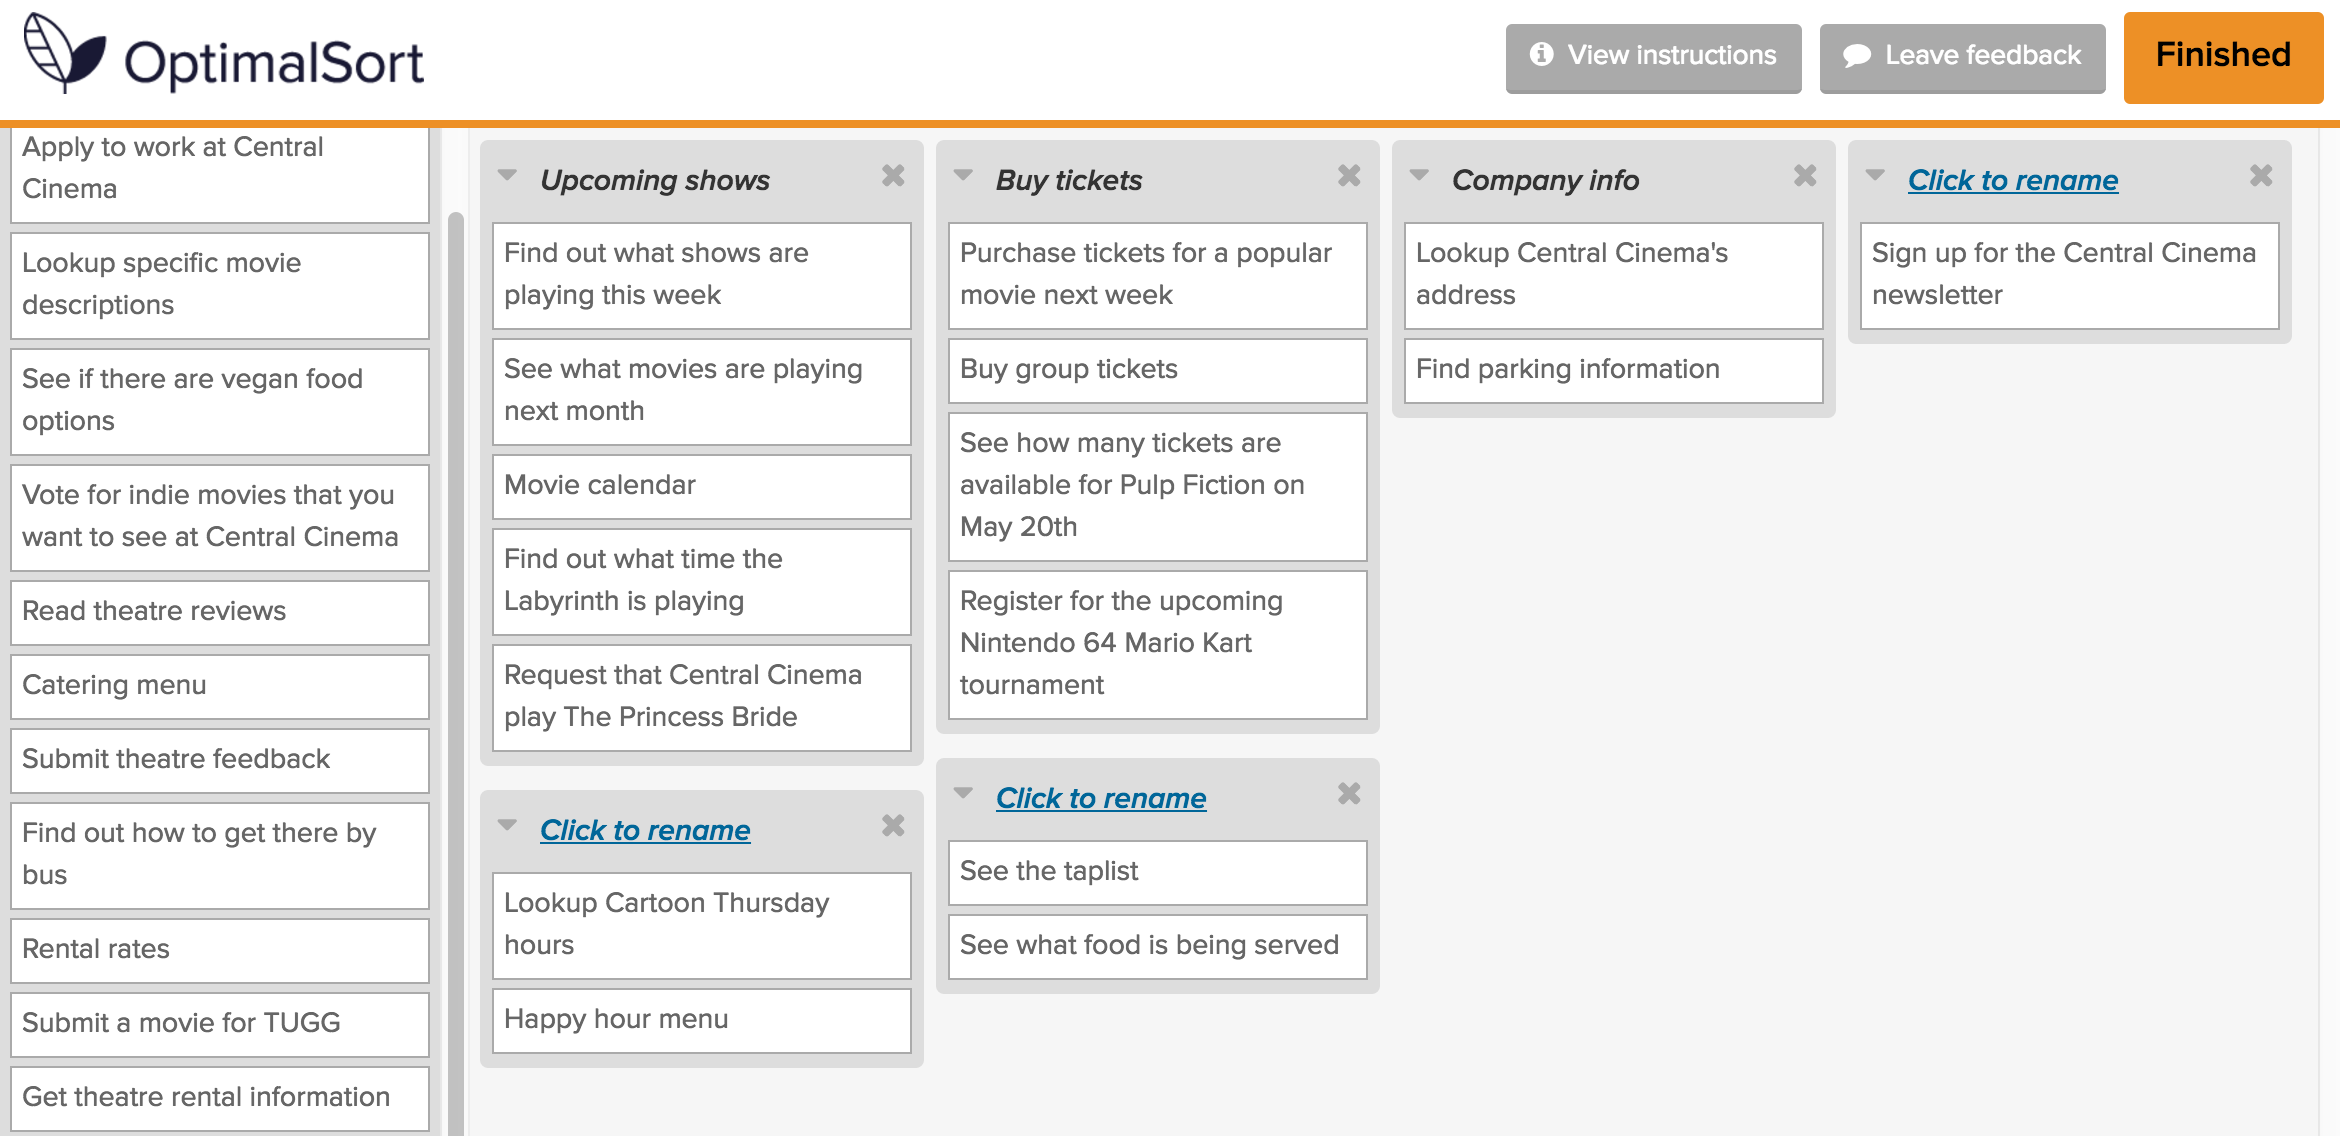 OptimalSort
View instructions
Leave feedback
Finished
Apply to work at Central
Cinema
Lookup specific movie
descriptions
See if there are vegan food
options
Vote for indie movies that you
want to see at Central Cinema
Read theatre reviews
Catering menu
Submit theatre feedback
Find out how to get there by
bus
Rental rates
Submit a movie for TUGG
Get theatre rental information
Upcoming shows
Find out what shows are
playing this week
See what movies are playing
next month
Movie calendar
Find out what time the
Labyrinth is playing
Request that Central Cinema
play The Princess Bride
Click to rename
Lookup Cartoon Thursday
hours
Happy hour menu
Buy tickets
Purchase tickets for a popular
movie next week
Buy group tickets
See how many tickets are
available for Pulp Fiction on
May 20th
Register for the upcoming
Nintendo 64 Mario Kart
tournament
Click to rename
See the taplist
See what food is being served
Company info
Lookup Central Cinema's
address
Find parking information
Click to rename
Sign up for the Central Cinema
newsletter